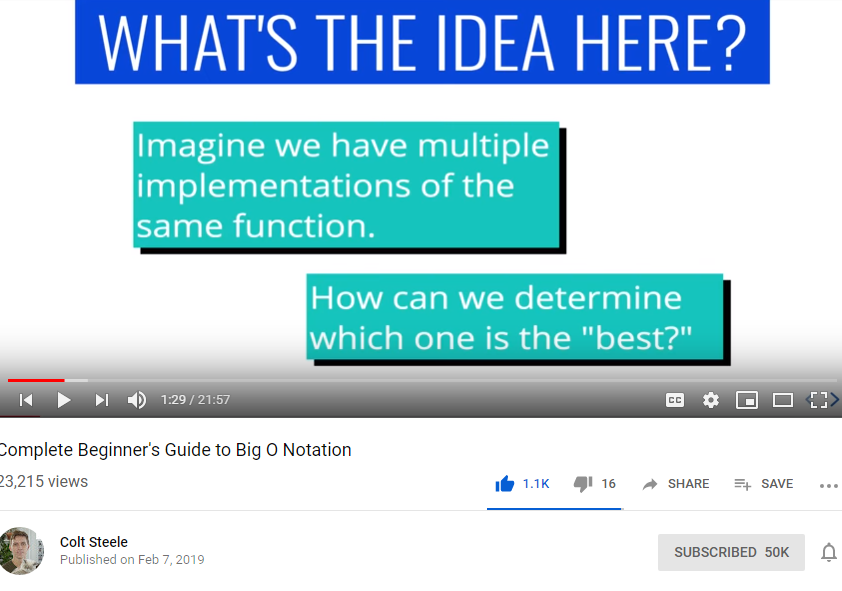 WHAT'S THE IDEA HERE?
Imagine we have multiple
implementations of the
same function.
How can we determine
which one is the "best?"
1:29 / 21:57
CC
Complete Beginner's Guide to Big O Notation
23,215 views
1.1K
16
SHARE
SAVE
Colt Steele
Published on Feb 7, 2019
SUBSCRIBED 50K